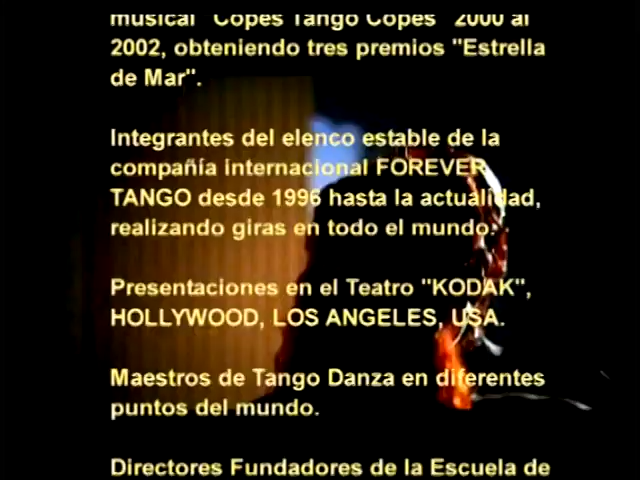 musical "Copes Tango Copes" 2000 al
2002, obteniendo tres premios "Estrella
de Mar".
Integrantes del elenco estable de la
compañía internacional FOREVER
TANGO desde 1996 hasta la actualidad,
realizando giras en todo el mundo.
Presentaciones en el Teatro "KODAK",
HOLLYWOOD, LOS ANGELES, USA.
Maestros de Tango Danza en diferentes
puntos del mundo.
Directores Fundadores de la Escuela de